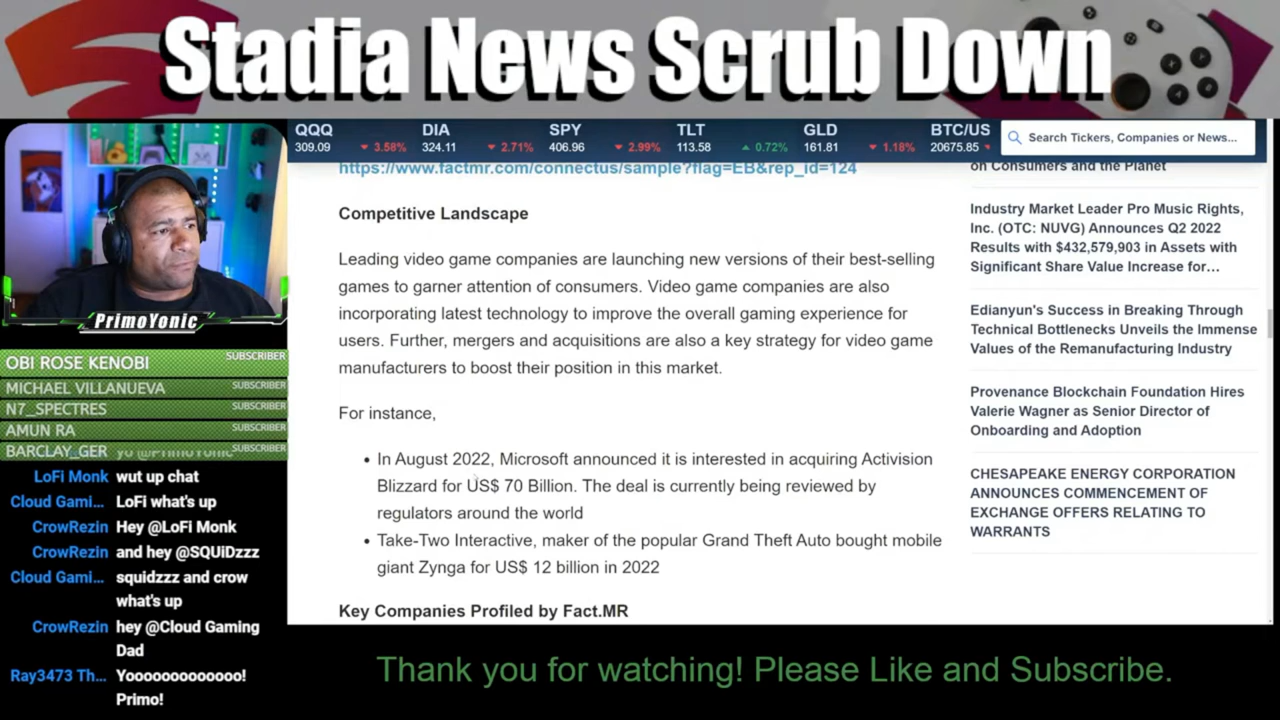 Stadia News Scrub Down
QQQ
309.09 ▼ 3.58%
DIA
324.11 ▼ 2.71%
SPY
406.96 ▼ 2.99%
TLT
113.58 ▲ 0.72%
GLD
161.81 ▼ 1.18%
BTC/US
20675.85
Search Tickers, Companies or News...
https://www.factmr.com/connectus/sample?flag=EB&rep_id=124
Competitive Landscape
Leading video game companies are launching new versions of their best-selling
games to garner attention of consumers. Video game companies are also
incorporating latest technology to improve the overall gaming experience for
users. Further, mergers and acquisitions are also a key strategy for video game
manufacturers to boost their position in this market.
For instance,
• In August 2022, Microsoft announced it is interested in acquiring Activision
Blizzard for US$ 70 Billion. The deal is currently being reviewed by
regulators around the world
• Take-Two Interactive, maker of the popular Grand Theft Auto bought mobile
giant Zynga for US$ 12 billion in 2022
Key Companies Profiled by Fact.MR
on Consumers and the Planet
Industry Market Leader Pro Music Rights,
Inc. (OTC: NUVG) Announces Q2 2022
Results with $432,579,903 in Assets with
Significant Share Value Increase for…
Edianyun's Success in Breaking Through
Technical Bottlenecks Unveils the Immense
Values of the Remanufacturing Industry
Provenance Blockchain Foundation Hires
Valerie Wagner as Senior Director of
Onboarding and Adoption
CHESAPEAKE ENERGY CORPORATION
ANNOUNCES COMMENCEMENT OF
EXCHANGE OFFERS RELATING TO
WARRANTS
PrimoYonic
OBI ROSE KENOBI SUBSCRIBER
MICHAEL VILLANUEVA SUBSCRIBER
N7_SPECTRES SUBSCRIBER
AMUN RA SUBSCRIBER
BARCLAY_GER yo @PrimoYonic SUBSCRIBER
LoFi Monk wut up chat
Cloud Gami... LoFi what's up
CrowRezin Hey @LoFi Monk
CrowRezin and hey @SQUiDzzz
Cloud Gami... squidzzz and crow
what's up
CrowRezin hey @Cloud Gaming
Dad
Ray3473 Th... Yooooooooooooo!
Primo!
Thank you for watching! Please Like and Subscribe.